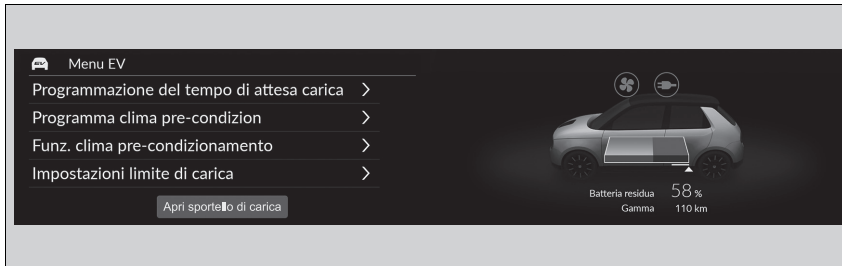 EV Menu EV
Programmazione del tempo di attesa carica
Programma clima pre-condizion
Funz. clima pre-condizionamento
Impostazioni limite di carica
Apri sportello di carica
Batteria residua 58 %
Gamma 110 km